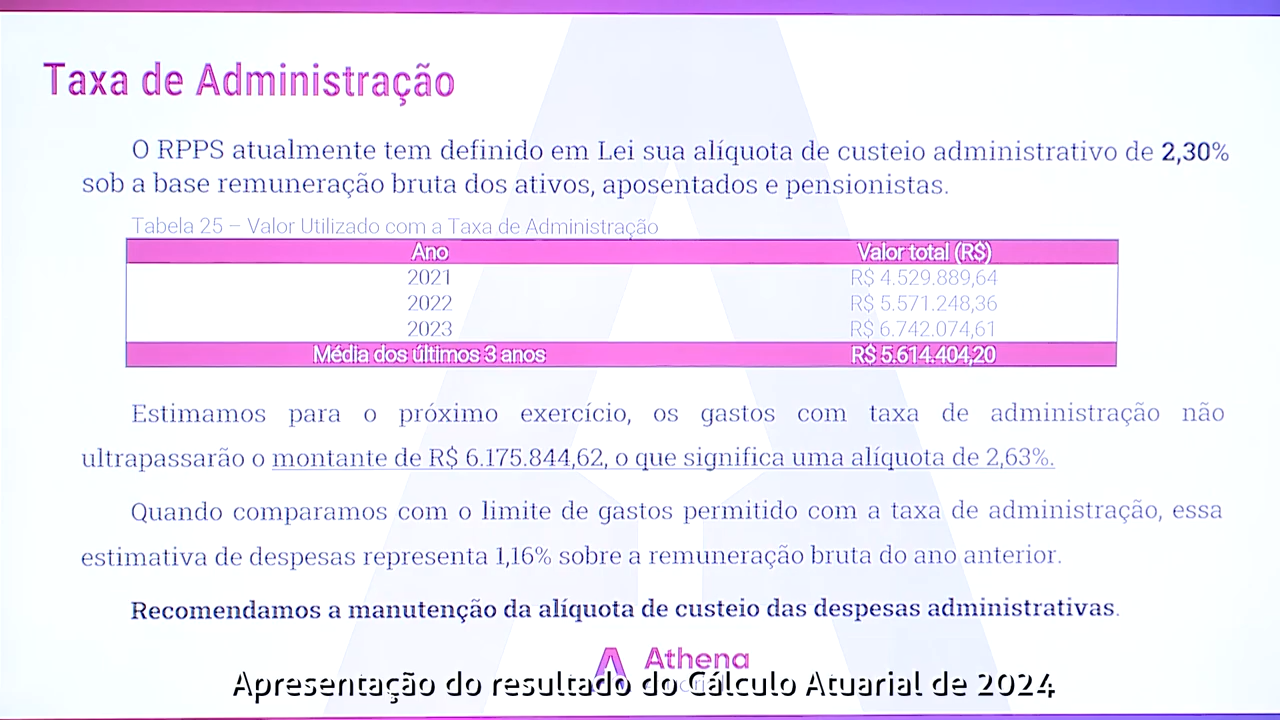 Taxa de Administração
O RPPS atualmente tem definido em Lei sua alíquota de custeio administrativo de 2,30%
sob a base remuneração bruta dos ativos, aposentados e pensionistas.
Tabela 25 – Valor Utilizado com a Taxa de Administração
Ano Valor total (R$)
2021 R$ 4.529.889,64
2022 R$ 5.571.248,36
2023 R$ 6.742.074,61
Média dos últimos 3 anos R$ 5.614.404,20
Estimamos para o próximo exercício, os gastos com taxa de administração não
ultrapassarão o montante de R$ 6.175.844,62, o que significa uma alíquota de 2,63%.
Quando comparamos com o limite de gastos permitido com a taxa de administração, essa
estimativa de despesas representa 1,16% sobre a remuneração bruta do ano anterior.
Recomendamos a manutenção da alíquota de custeio das despesas administrativas.
Athena
Apresentação do resultado do Cálculo Atuarial de 2024